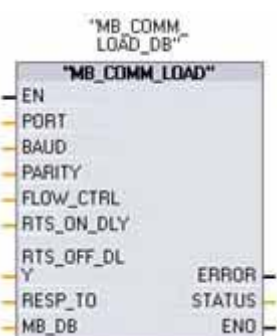 "MB_COMM_
LOAD_DB"
"MB_COMM_LOAD"
EN
PORT
BAUD
PARITY
FLOW_CTRL
RTS_ON_DLY
RTS_OFF_DL
Y ERROR
RESP_TO STATUS
MB_DB ENO